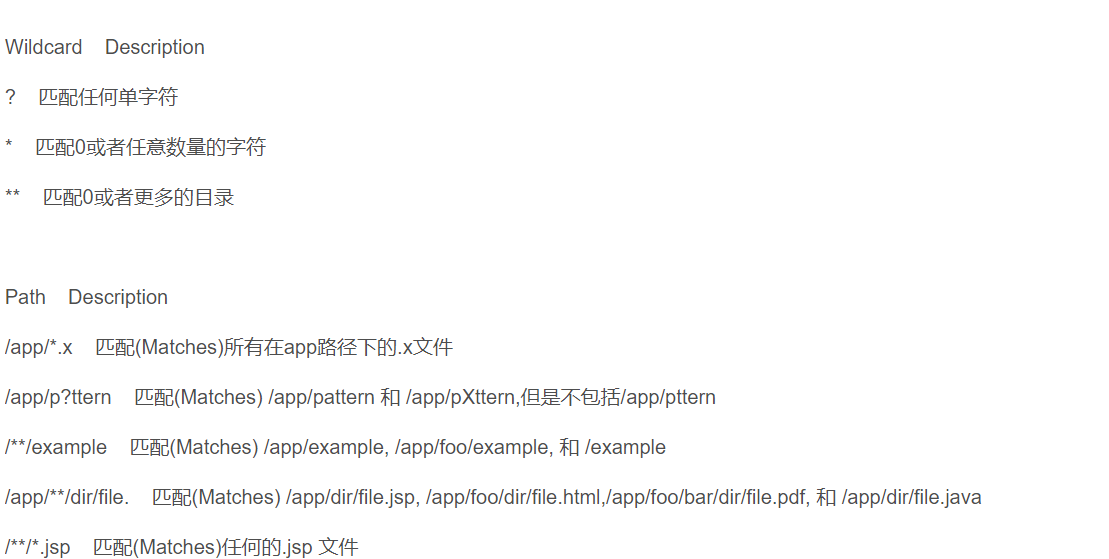 Wildcard    Description
?    匹配任何单字符
*    匹配0或者任意数量的字符
**    匹配0或者更多的目录
Path    Description
/app/*.x    匹配(Matches)所有在app路径下的.x文件
/app/p?ttern    匹配(Matches) /app/pattern 和 /app/pXttern,但是不包括/app/pttern
/**/example    匹配(Matches) /app/example, /app/foo/example, 和 /example
/app/**/dir/file.    匹配(Matches) /app/dir/file.jsp, /app/foo/dir/file.html,/app/foo/bar/dir/file.pdf, 和 /app/dir/file.java
/**/*.jsp    匹配(Matches)任何的.jsp 文件